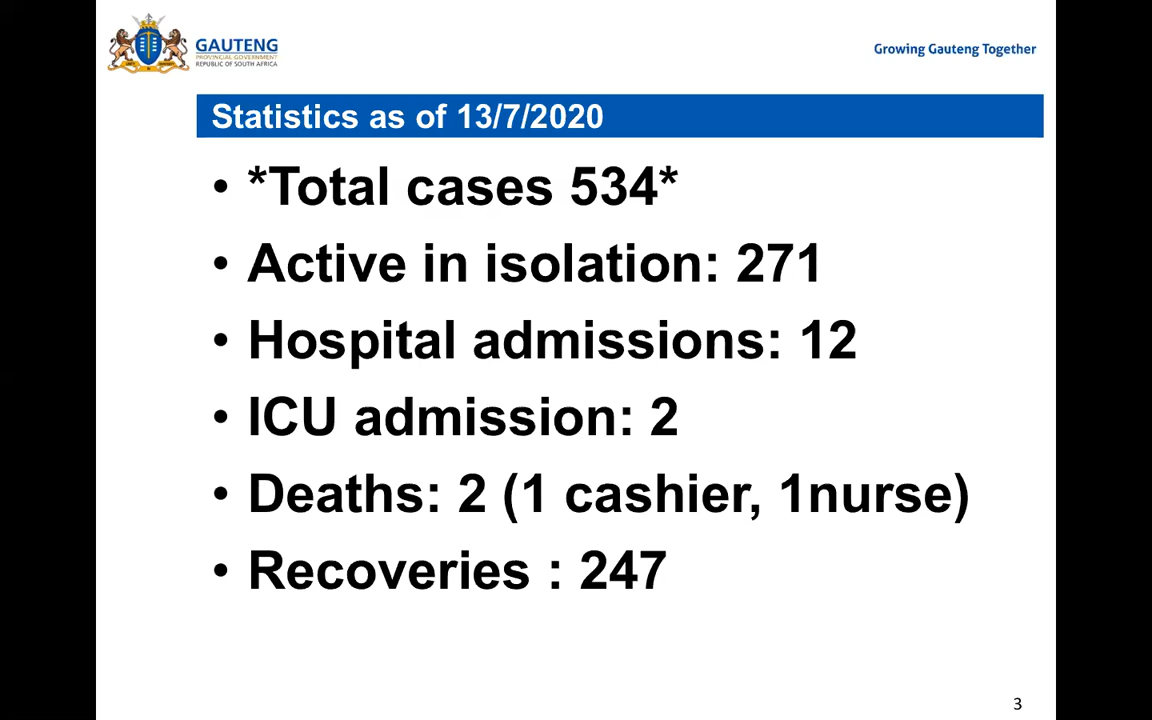 GAUTENG
PROVINCIAL GOVERNMENT
REPUBLIC OF SOUTH AFRICA
Growing Gauteng Together
Statistics as of 13/7/2020
• *Total cases 534*
• Active in isolation: 271
• Hospital admissions: 12
• ICU admission: 2
• Deaths: 2 (1 cashier, 1nurse)
• Recoveries : 247
3